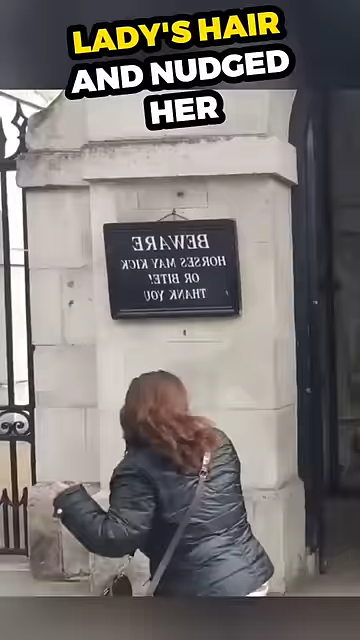 LADY'S HAIR
AND NUDGED
HER
BEWARE
HORSES MAY KICK
OR BITE!
THANK YOU